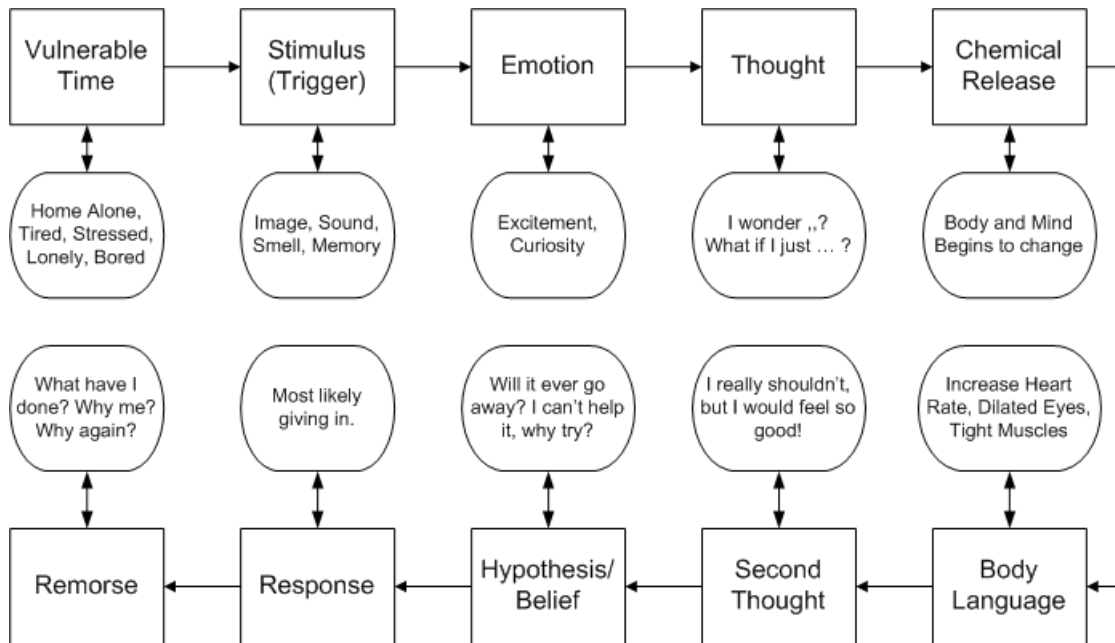 Vulnerable
Time
Stimulus
(Trigger)
Emotion
Thought
Chemical
Release
Home Alone,
Tired, Stressed,
Lonely, Bored
Image, Sound,
Smell, Memory
Excitement,
Curiosity
I wonder ,,?
What if I just … ?
Body and Mind
Begins to change
What have I
done? Why me?
Why again?
Most likely
giving in.
Will it ever go
away? I can't help
it, why try?
I really shouldn't,
but I would feel so
good!
Increase Heart
Rate, Dilated Eyes,
Tight Muscles
Remorse
Response
Hypothesis/
Belief
Second
Thought
Body
Language